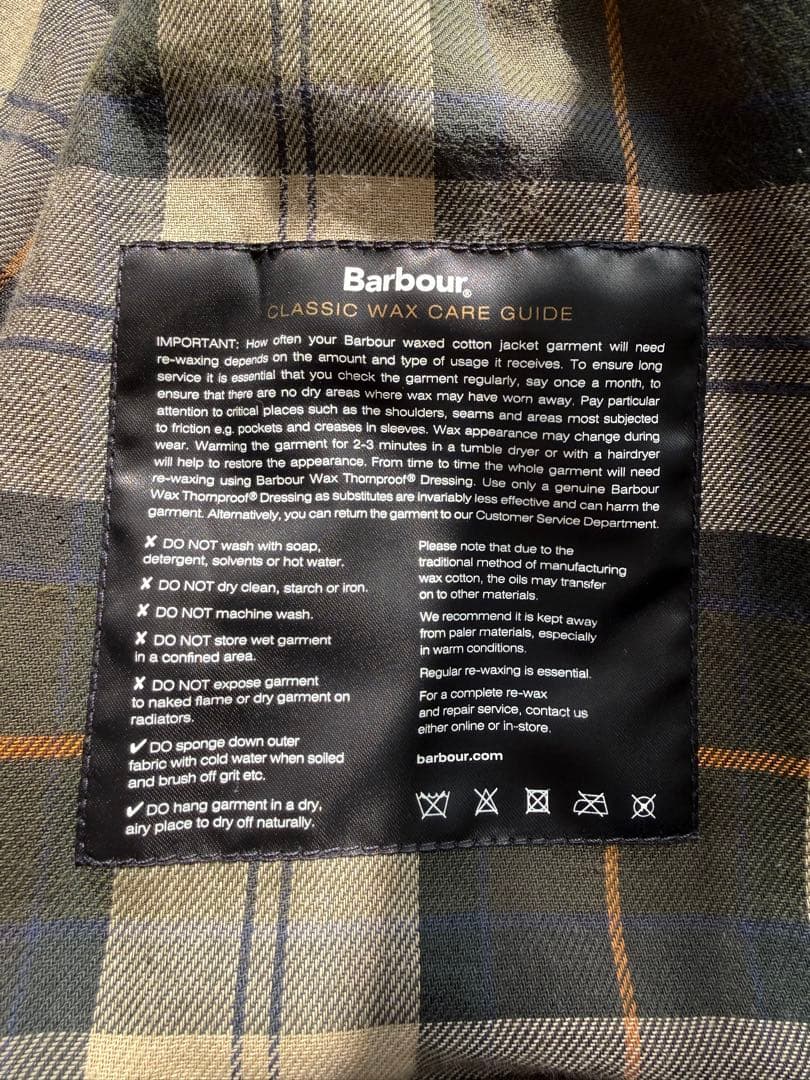 Barbour®
CLASSIC WAX CARE GUIDE
IMPORTANT: How often your Barbour waxed cotton jacket garment will need
re-waxing depends on the amount and type of usage it receives. To ensure long
service it is essential that you check the garment regularly, say once a month, to
ensure that there are no dry areas where wax may have worn away. Pay particular
attention to critical places such as the shoulders, seams and areas most subjected
to friction e.g. pockets and creases in sleeves. Wax appearance may change during
wear. Warming the garment for 2-3 minutes in a tumble dryer or with a hairdryer
will help to restore the appearance. From time to time the whole garment will need
re-waxing using Barbour Wax Thornproof® Dressing. Use only a genuine Barbour
Wax Thornproof® Dressing as substitutes are invariably less effective and can harm the
garment. Alternatively, you can return the garment to our Customer Service Department.
✘ DO NOT wash with soap,
detergent, solvents or hot water.
✘ DO NOT dry clean, starch or iron.
✘ DO NOT machine wash.
✘ DO NOT store wet garment
in a confined area.
✘ DO NOT expose garment
to naked flame or dry garment on
radiators.
✔ DO sponge down outer
fabric with cold water when soiled
and brush off grit etc.
✔ DO hang garment in a dry,
airy place to dry off naturally.
Please note that due to the
traditional method of manufacturing
wax cotton, the oils may transfer
on to other materials.
We recommend it is kept away
from paler materials, especially
in warm conditions.
Regular re-waxing is essential.
For a complete re-wax
and repair service, contact us
either online or in-store.
barbour.com